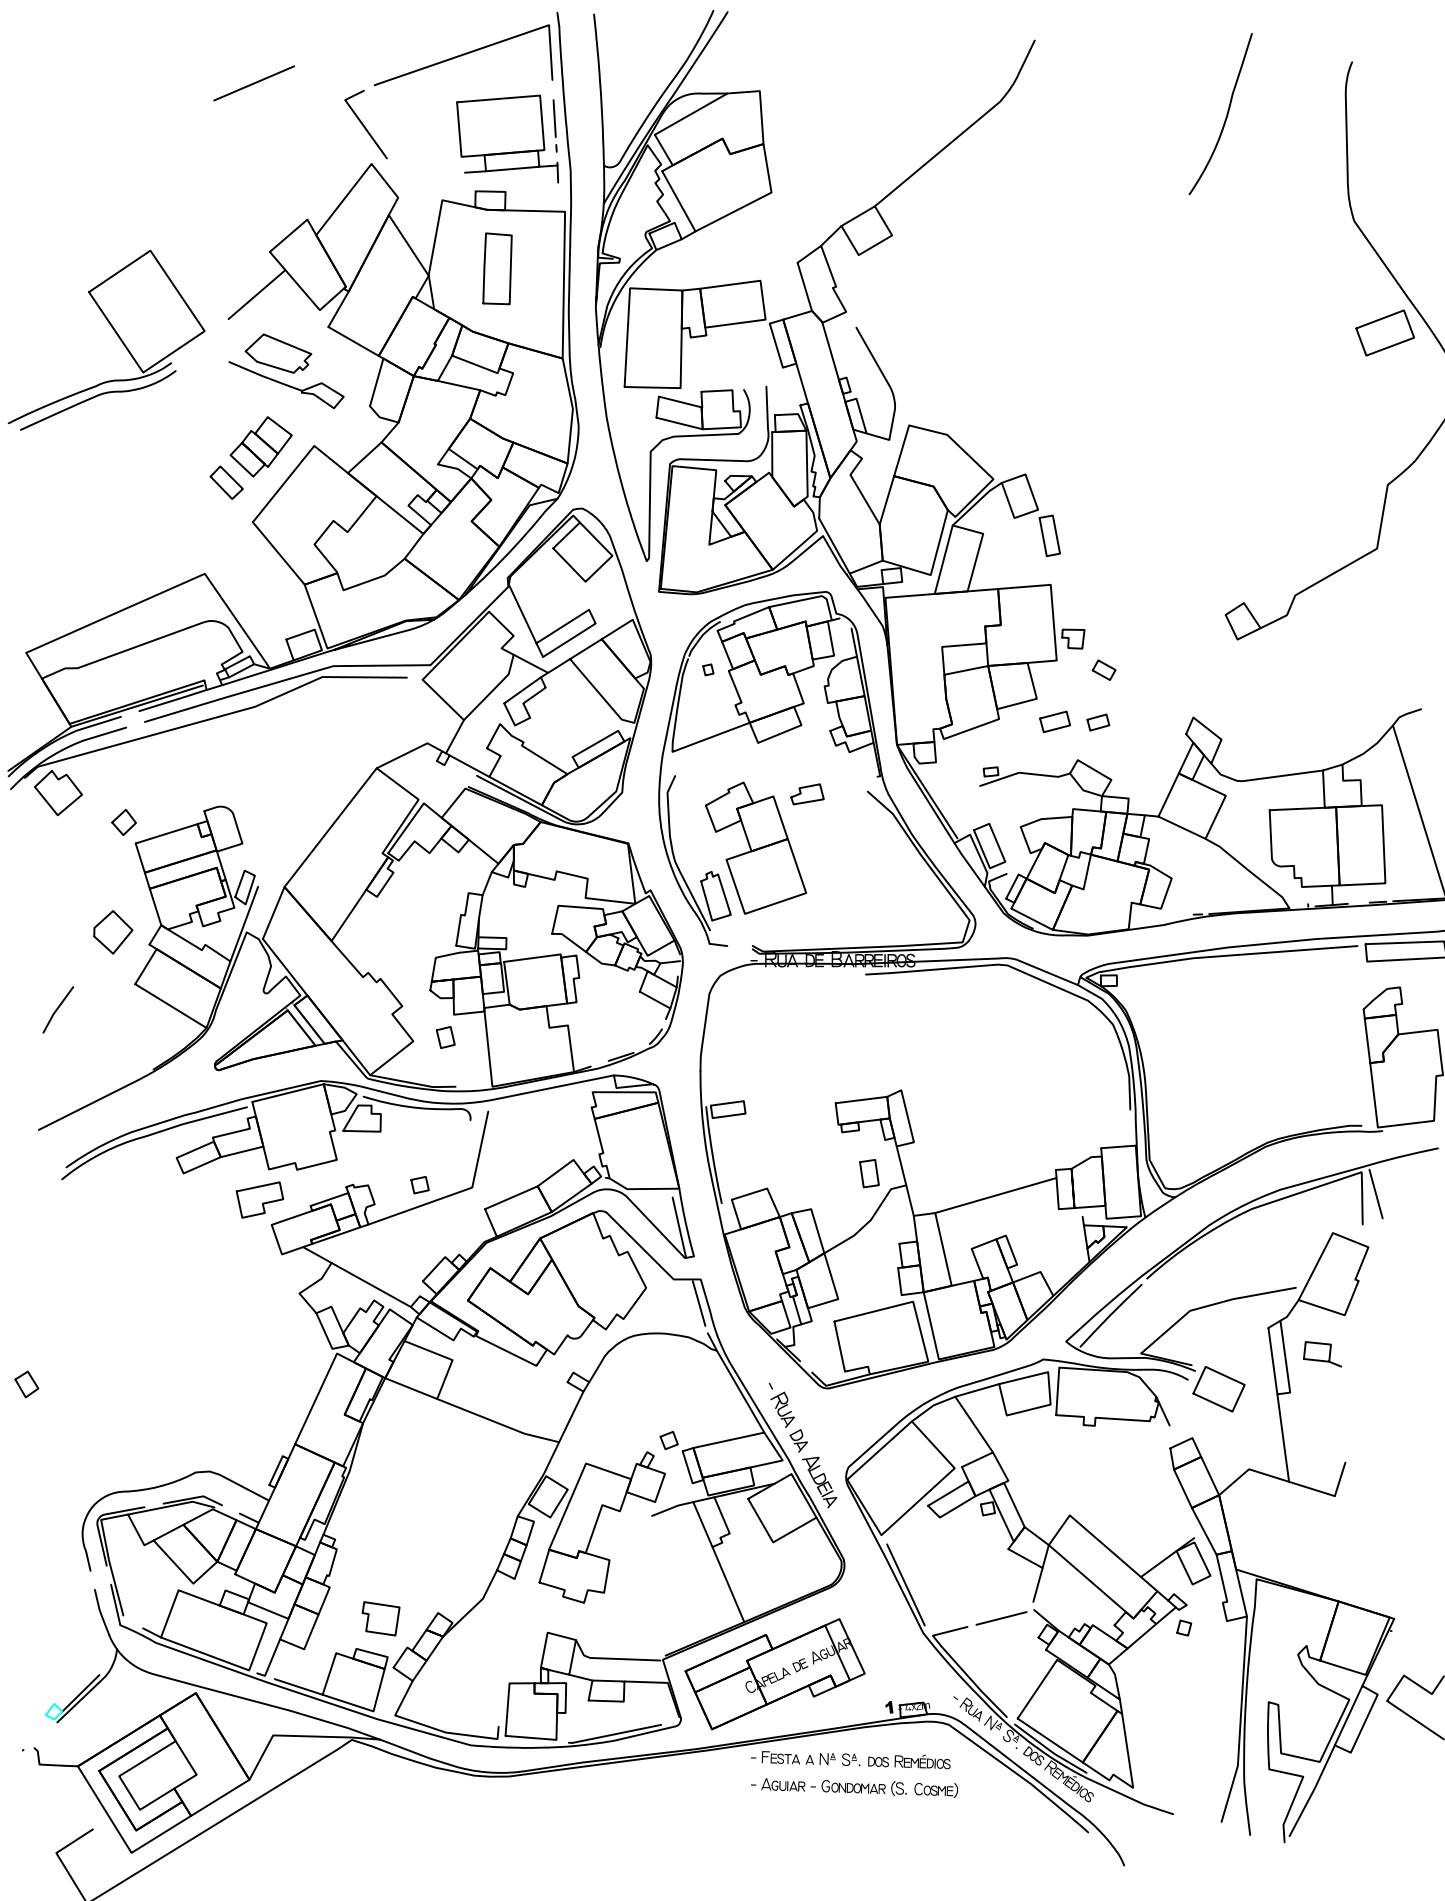 - RUA DE BARREIROS
- RUA DA ALDEIA
CAPELA DE AGUIAR
1 - 4X2m
- RUA Nª Sª. DOS REMÉDIOS
- FESTA A Nª Sª. DOS REMÉDIOS
- AGUIAR - GONDOMAR (S. COSME)